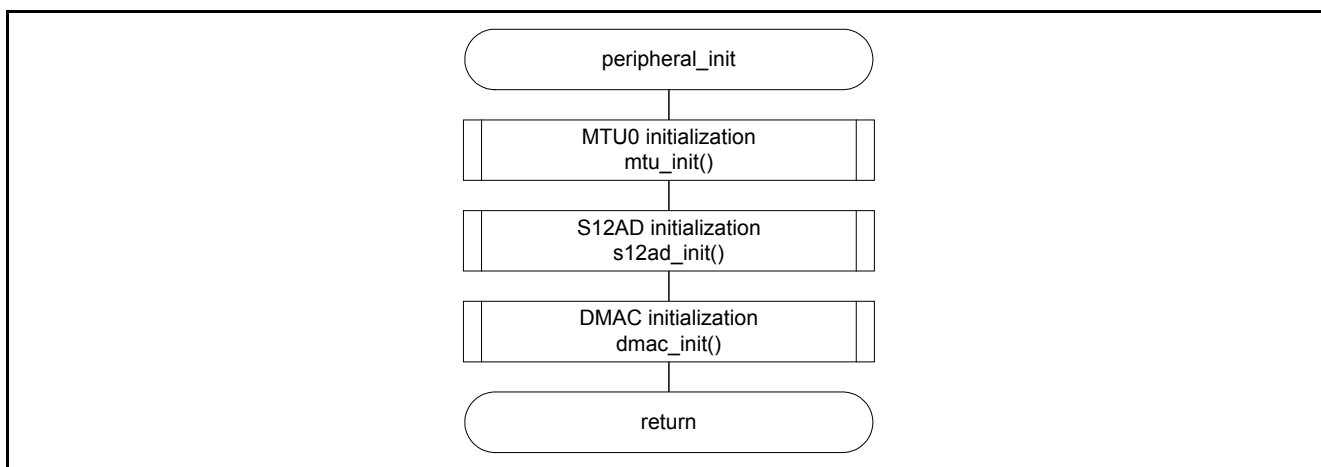 peripheral_init
MTU0 initialization
mtu_init()
S12AD initialization
s12ad_init()
DMAC initialization
dmac_init()
return